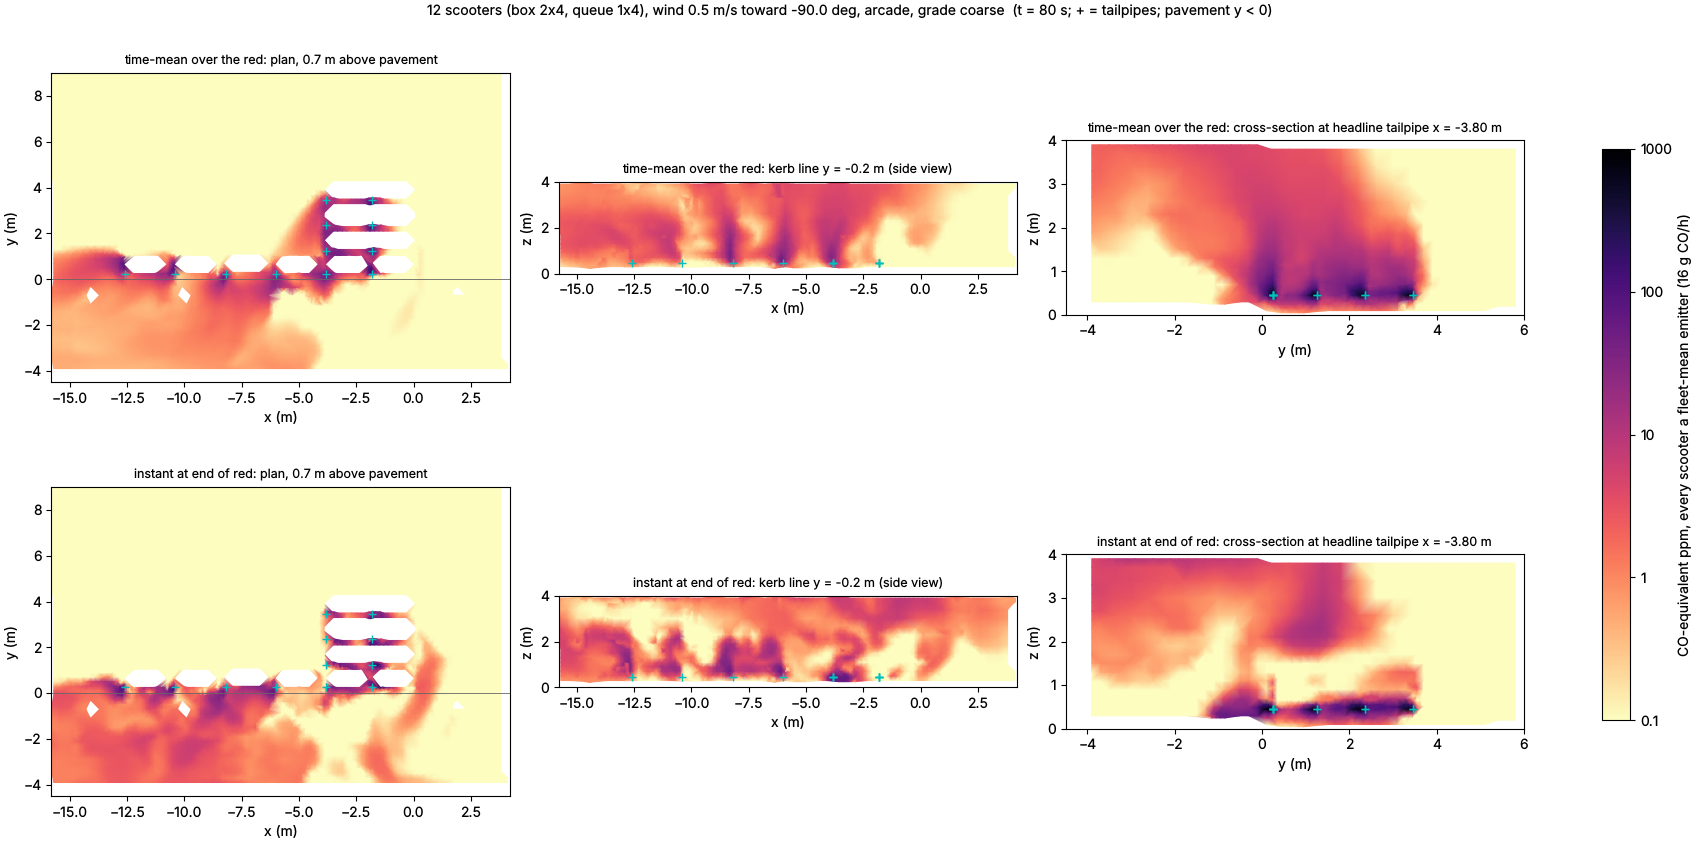 12 scooters (box 2x4, queue 1x4), wind 0.5 m/s toward -90.0 deg, arcade, grade coarse  (t = 80 s; + = tailpipes; pavement y < 0)
time-mean over the red: plan, 0.7 m above pavement
8
6
4
2
0
−2
−4
y (m)
−15.0 −12.5 −10.0 −7.5 −5.0 −2.5 0.0 2.5
x (m)
time-mean over the red: kerb line y = -0.2 m (side view)
4
2
0
z (m)
−15.0 −12.5 −10.0 −7.5 −5.0 −2.5 0.0 2.5
x (m)
time-mean over the red: cross-section at headline tailpipe x = -3.80 m
4
3
2
1
0
z (m)
−4 −2 0 2 4 6
y (m)
instant at end of red: plan, 0.7 m above pavement
8
6
4
2
0
−2
−4
y (m)
−15.0 −12.5 −10.0 −7.5 −5.0 −2.5 0.0 2.5
x (m)
instant at end of red: kerb line y = -0.2 m (side view)
4
2
0
z (m)
−15.0 −12.5 −10.0 −7.5 −5.0 −2.5 0.0 2.5
x (m)
instant at end of red: cross-section at headline tailpipe x = -3.80 m
4
3
2
1
0
z (m)
−4 −2 0 2 4 6
y (m)
1000
100
10
1
0.1
CO-equivalent ppm, every scooter a fleet-mean emitter (16 g CO/h)